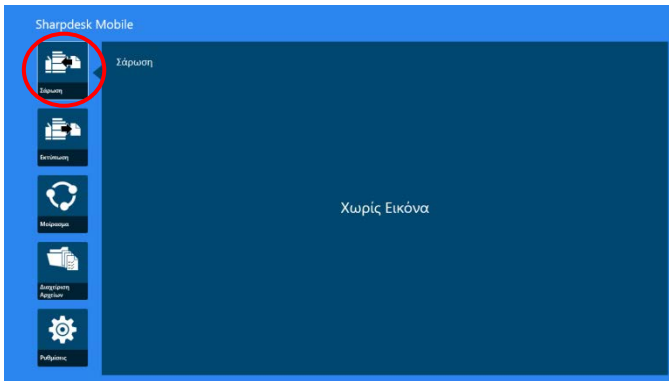 Sharpdesk Mobile
Σάρωση
Σάρωση
Εκτύπωση
Χωρίς Εικόνα
Μοίρασμα
Διαχείριση
Αρχείων
Ρυθμίσεις